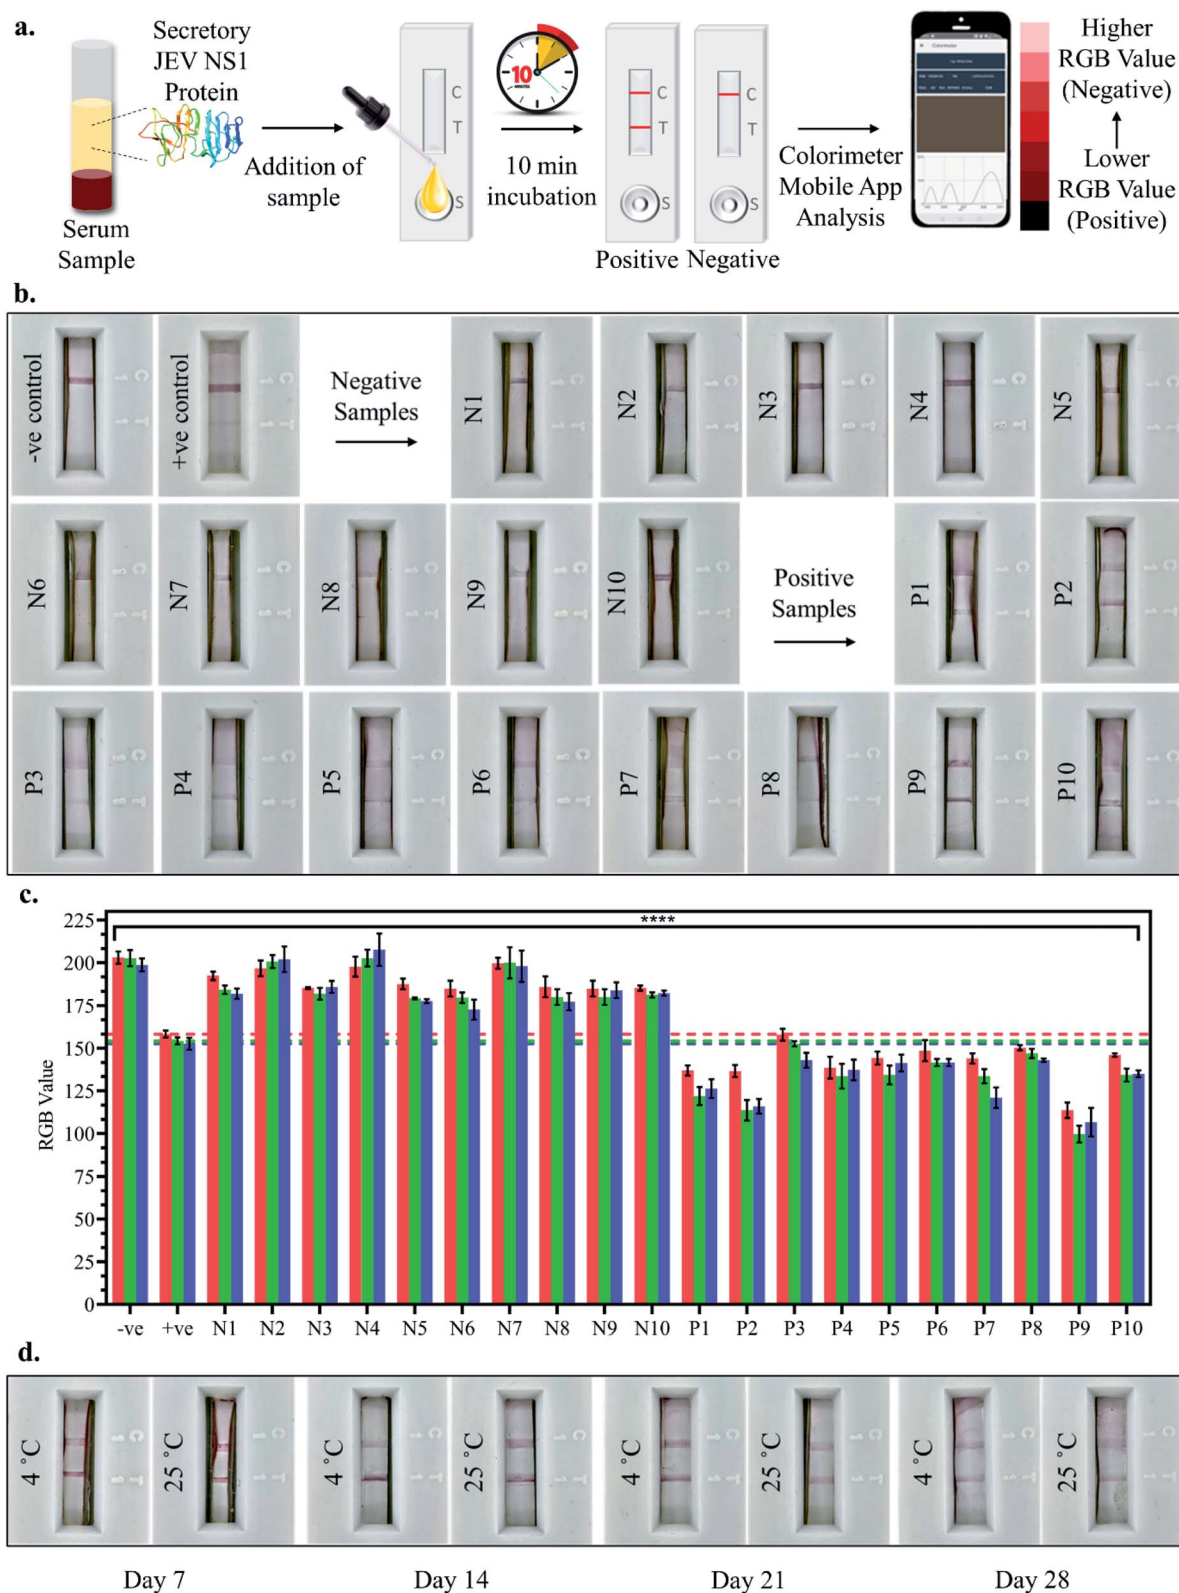 a.
Secretory
JEV NS1
Protein
Serum
Sample
Addition of
sample
C
T
S
10
MINUTES
10 min
incubation
C
T
S
Positive
C
T
S
Negative
Colorimeter
Mobile App
Analysis
Colorimeter
Higher
RGB Value
(Negative)
Lower
RGB Value
(Positive)
b.
-ve control
C
T
+ve control
C
T
Negative
Samples
N1
C
T
N2
C
T
N3
C
T
N4
C
T
N5
C
T
N6
C
T
N7
C
T
N8
C
T
N9
C
T
N10
C
T
Positive
Samples
P1
C
T
P2
C
T
P3
C
T
P4
C
T
P5
C
T
P6
C
T
P7
C
T
P8
C
T
P9
C
T
P10
C
T
c.
****
RGB Value
225
200
175
150
125
100
75
50
25
0
-ve +ve N1 N2 N3 N4 N5 N6 N7 N8 N9 N10 P1 P2 P3 P4 P5 P6 P7 P8 P9 P10
d.
4 °C
C
T
25 °C
C
T
4 °C
C
T
25 °C
C
T
4 °C
C
T
25 °C
C
T
4 °C
C
T
25 °C
C
T
Day 7 Day 14 Day 21 Day 28